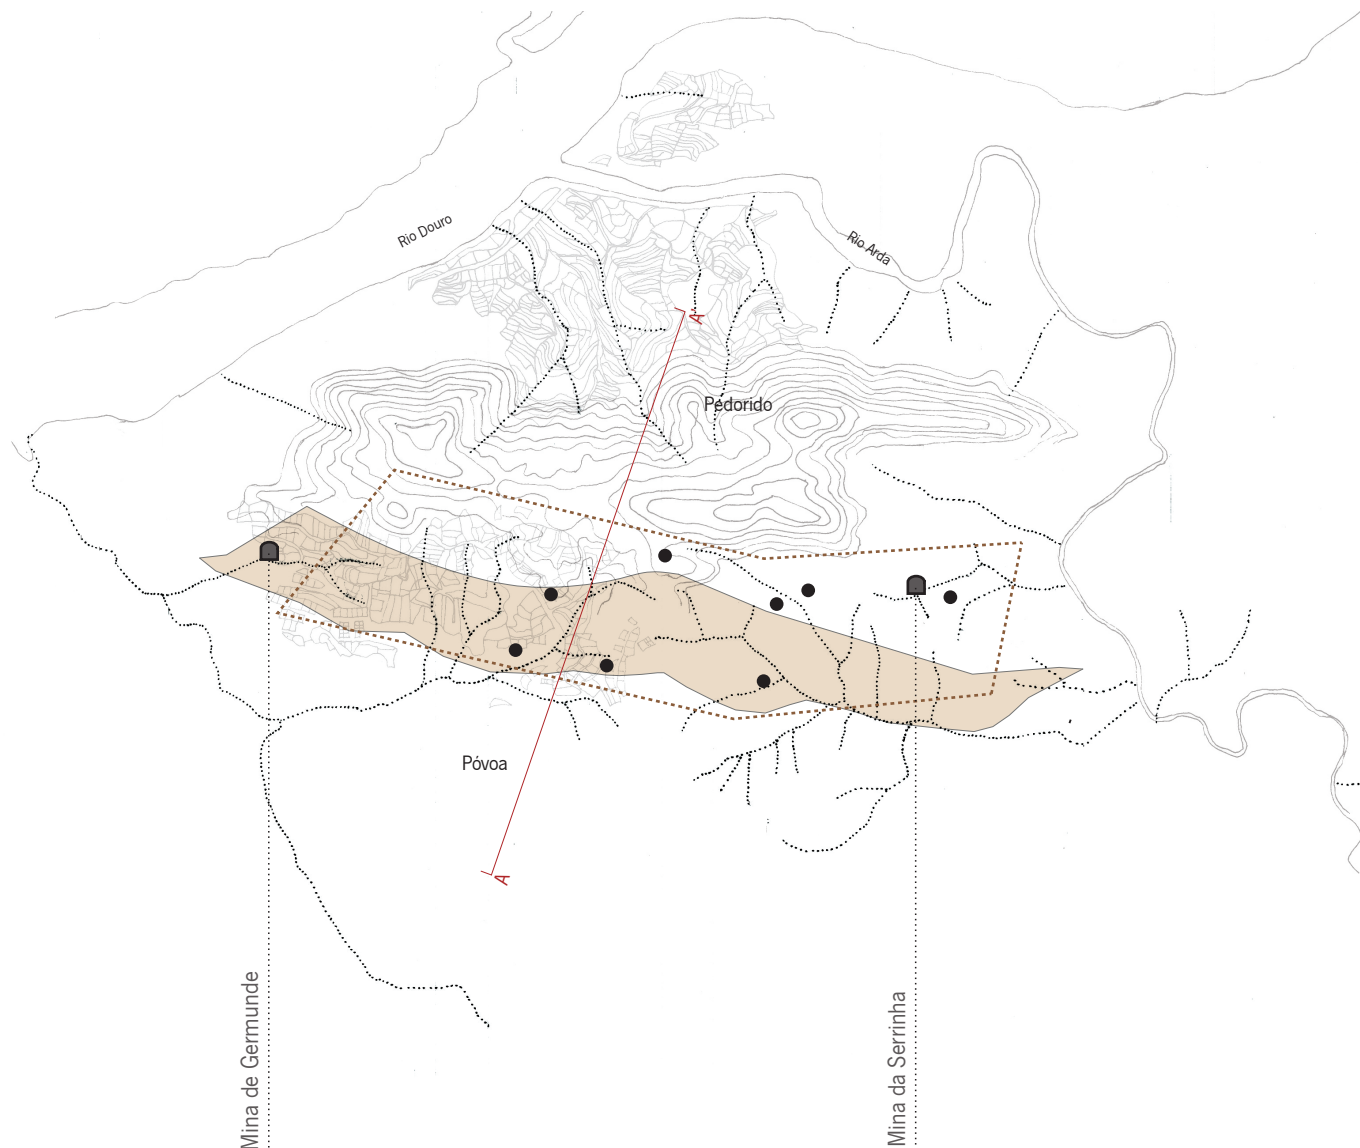 Rio Douro
Rio Arda
A'
Pedorido
Póvoa
A
Mina de Germunde
Mina da Serrinha